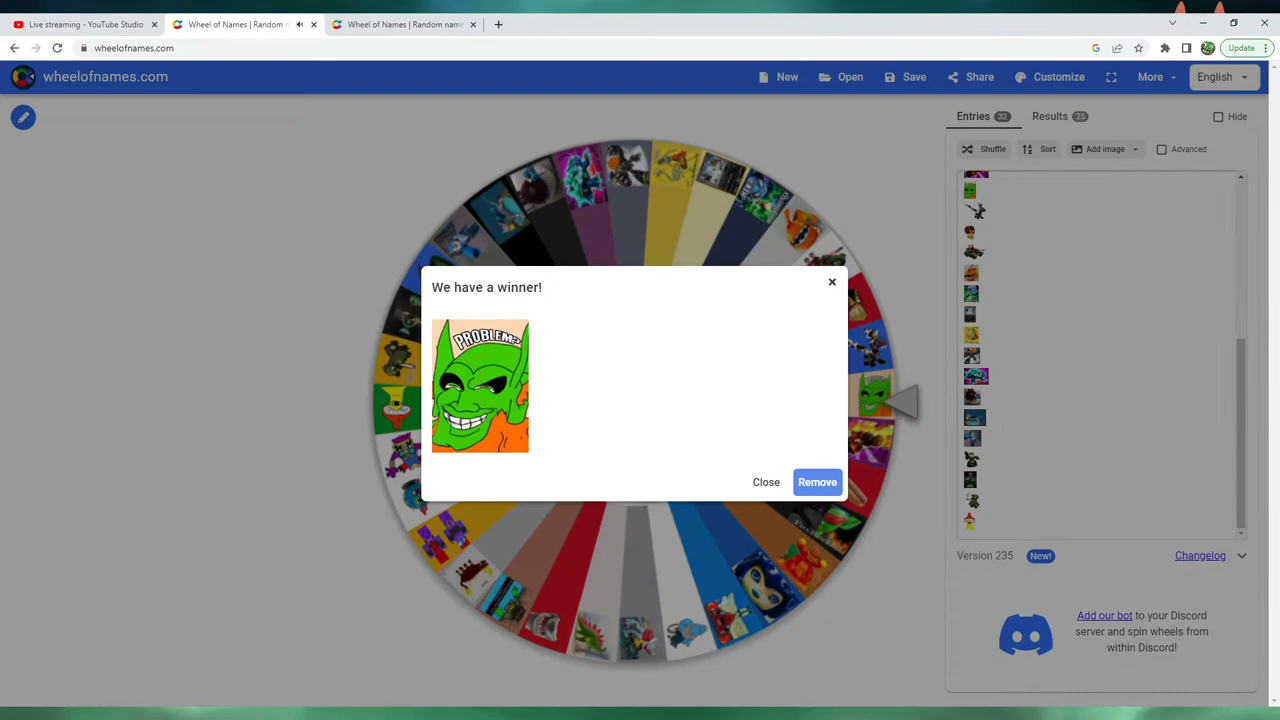 Live streaming - YouTube Studio
Wheel of Names | Random n
Wheel of Names | Random name
wheelofnames.com
Update
wheelofnames.com
New
Open
Save
Share
Customize
More
English
Entries 32
Results 25
Hide
Shuffle
Sort
Add image
Advanced
We have a winner!
PROBLEM?
Close
Remove
Version 235
New!
Changelog
Add our bot to your Discord
server and spin wheels from
within Discord!